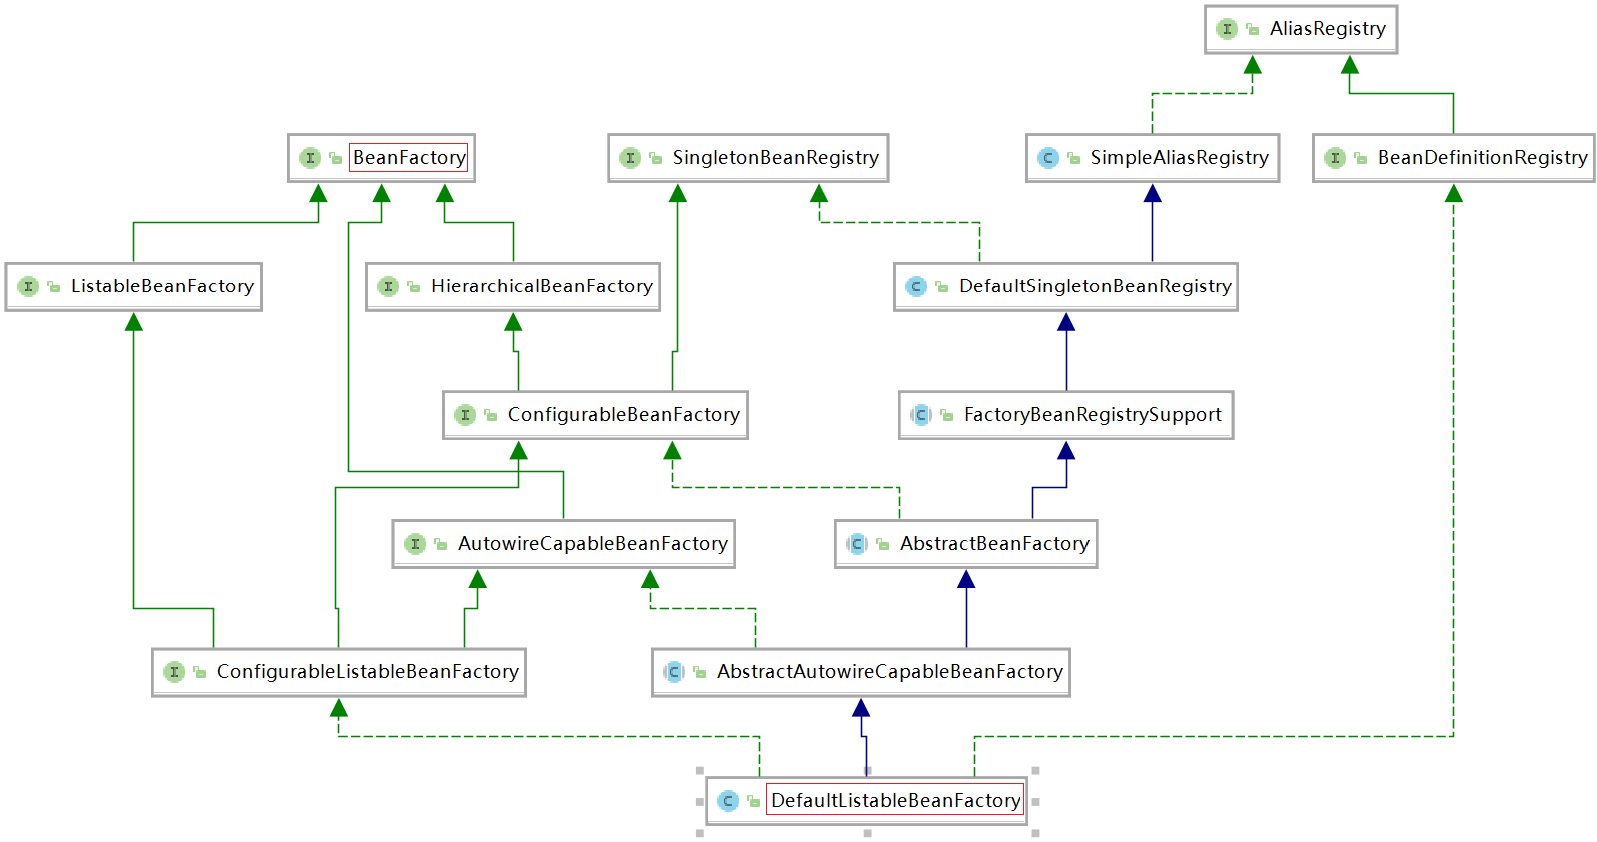 AliasRegistry
BeanFactory
SingletonBeanRegistry
SimpleAliasRegistry
BeanDefinitionRegistry
ListableBeanFactory
HierarchicalBeanFactory
DefaultSingletonBeanRegistry
ConfigurableBeanFactory
FactoryBeanRegistrySupport
AutowireCapableBeanFactory
AbstractBeanFactory
ConfigurableListableBeanFactory
AbstractAutowireCapableBeanFactory
DefaultListableBeanFactory